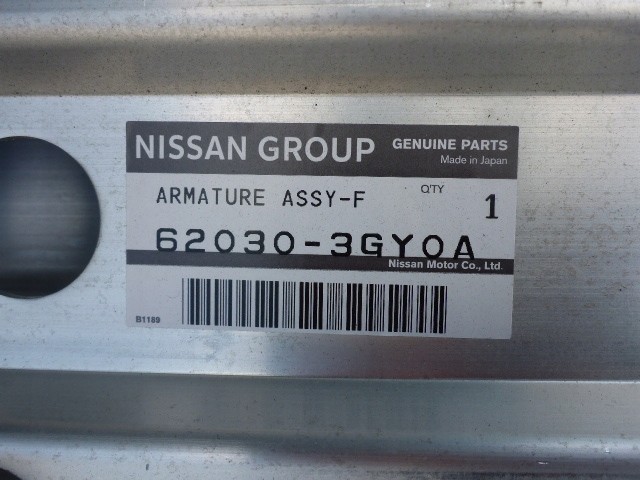 NISSAN GROUP GENUINE PARTS
Made in Japan
ARMATURE ASSY-F Q'TY 1
62030-3GY0A
Nissan Motor Co., Ltd.
B1189